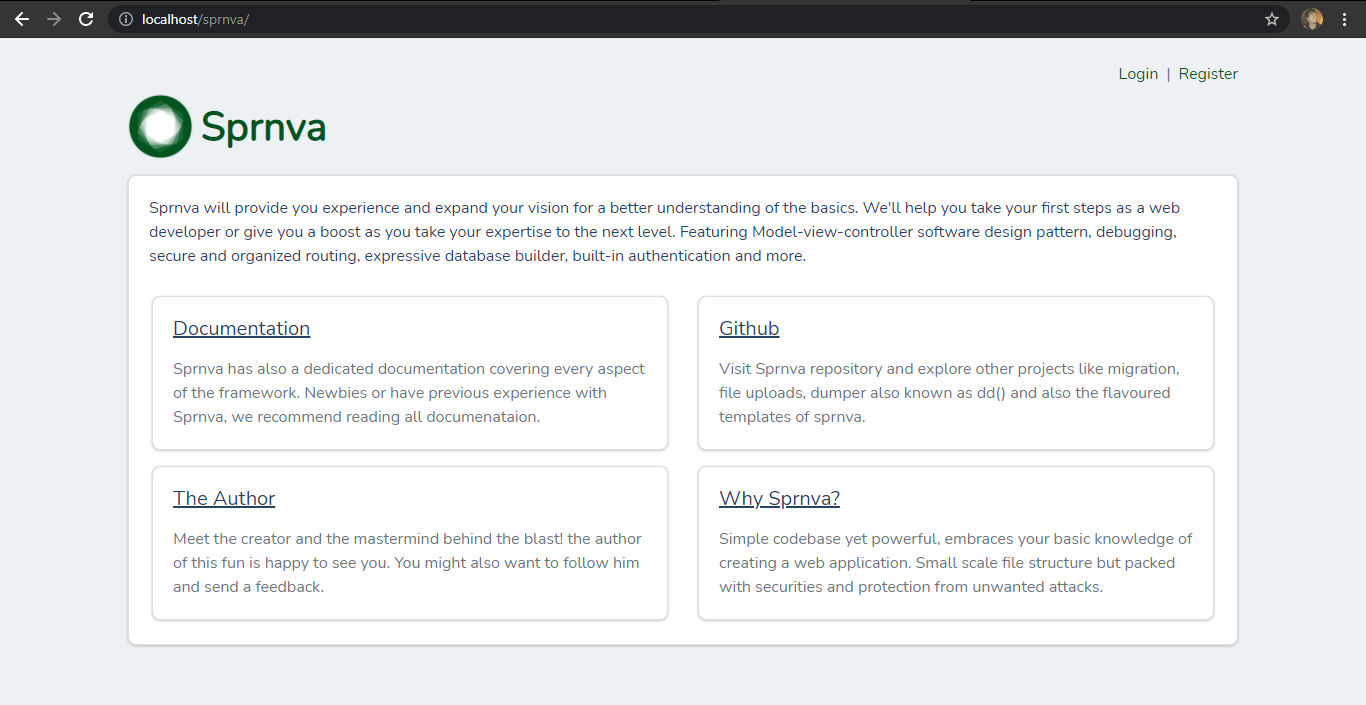 localhost/sprnva/
Login | Register
Sprnva
Sprnva will provide you experience and expand your vision for a better understanding of the basics. We'll help you take your first steps as a web
developer or give you a boost as you take your expertise to the next level. Featuring Model-view-controller software design pattern, debugging,
secure and organized routing, expressive database builder, built-in authentication and more.
Documentation
Sprnva has also a dedicated documentation covering every aspect
of the framework. Newbies or have previous experience with
Sprnva, we recommend reading all documenataion.
Github
Visit Sprnva repository and explore other projects like migration,
file uploads, dumper also known as dd() and also the flavoured
templates of sprnva.
The Author
Meet the creator and the mastermind behind the blast! the author
of this fun is happy to see you. You might also want to follow him
and send a feedback.
Why Sprnva?
Simple codebase yet powerful, embraces your basic knowledge of
creating a web application. Small scale file structure but packed
with securities and protection from unwanted attacks.